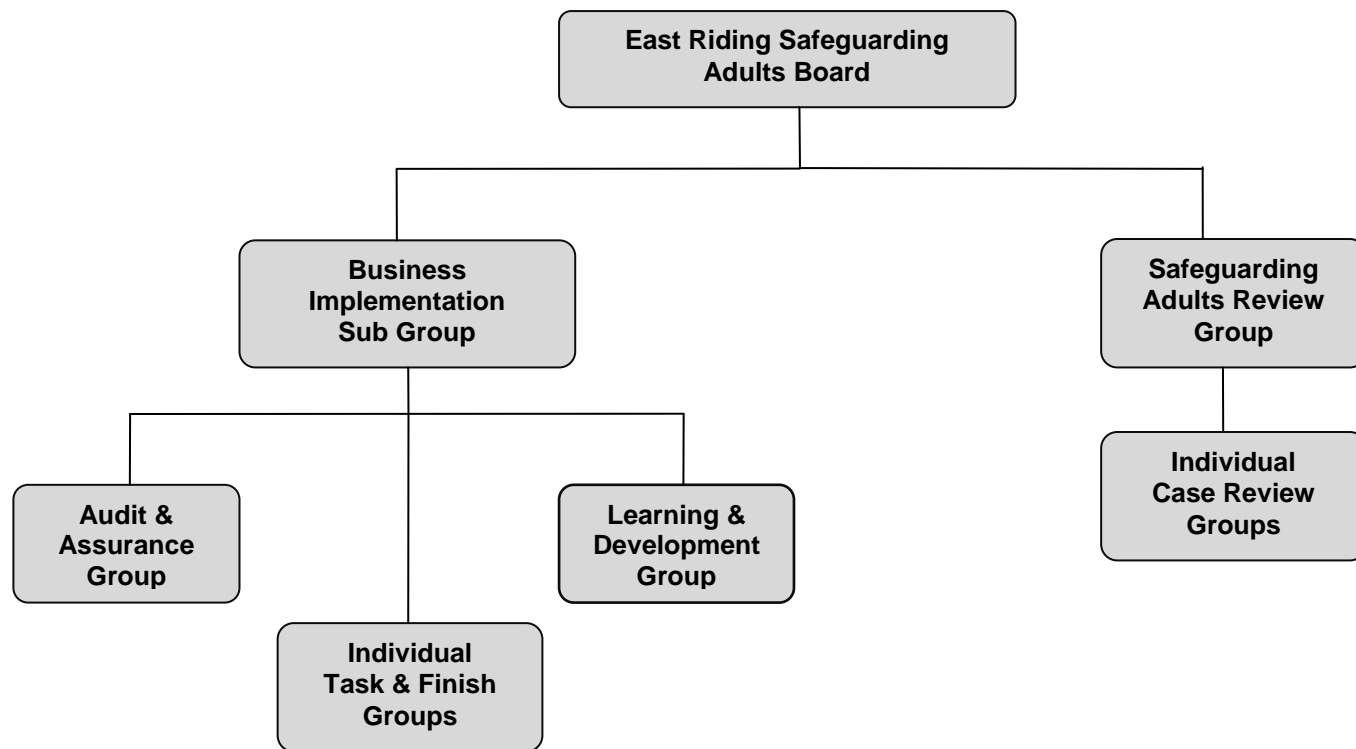 East Riding Safeguarding
Adults Board
Business
Implementation
Sub Group
Safeguarding
Adults Review
Group
Individual
Case Review
Groups
Audit &
Assurance
Group
Learning &
Development
Group
Individual
Task & Finish
Groups